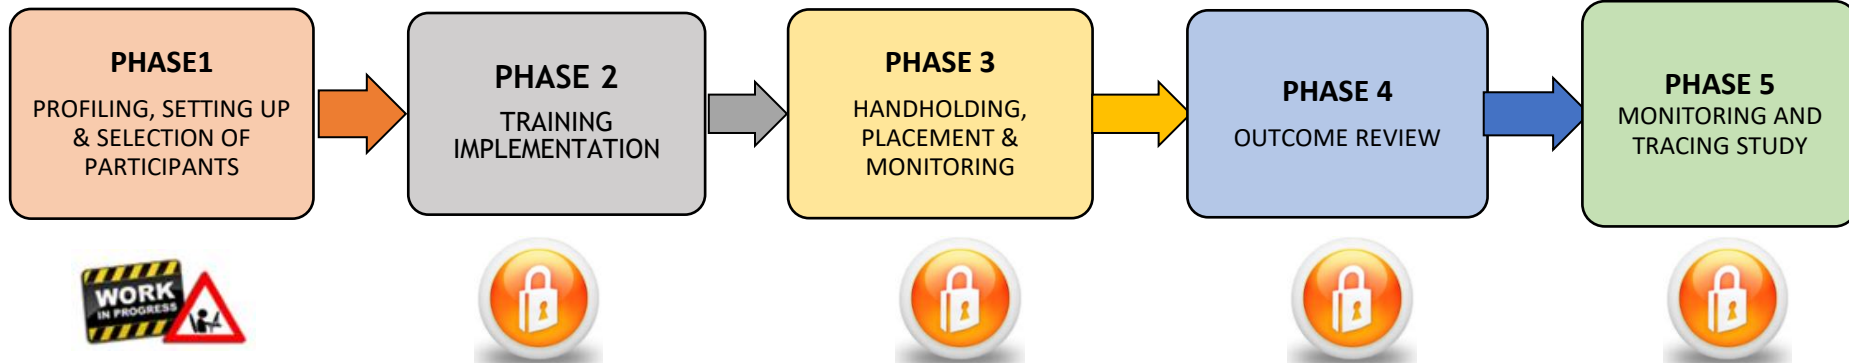 PHASE1
PROFILING, SETTING UP
& SELECTION OF
PARTICIPANTS
PHASE 2
TRAINING
IMPLEMENTATION
PHASE 3
HANDHOLDING,
PLACEMENT &
MONITORING
PHASE 4
OUTCOME REVIEW
PHASE 5
MONITORING AND
TRACING STUDY
WORK
IN PROGRESS